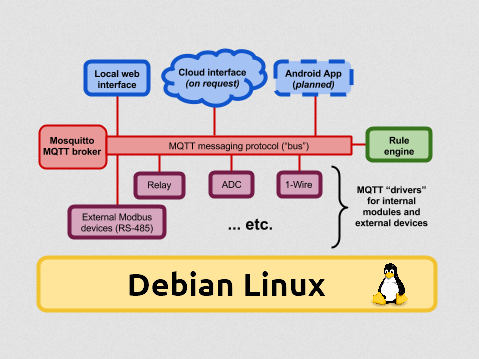 Local web
interface
Cloud interface
(on request)
Android App
(planned)
Mosquitto
MQTT broker
MQTT messaging protocol (“bus”)
Rule
engine
Relay
ADC
1-Wire
MQTT “drivers”
for internal
modules and
external devices
External Modbus
devices (RS-485)
... etc.
Debian Linux